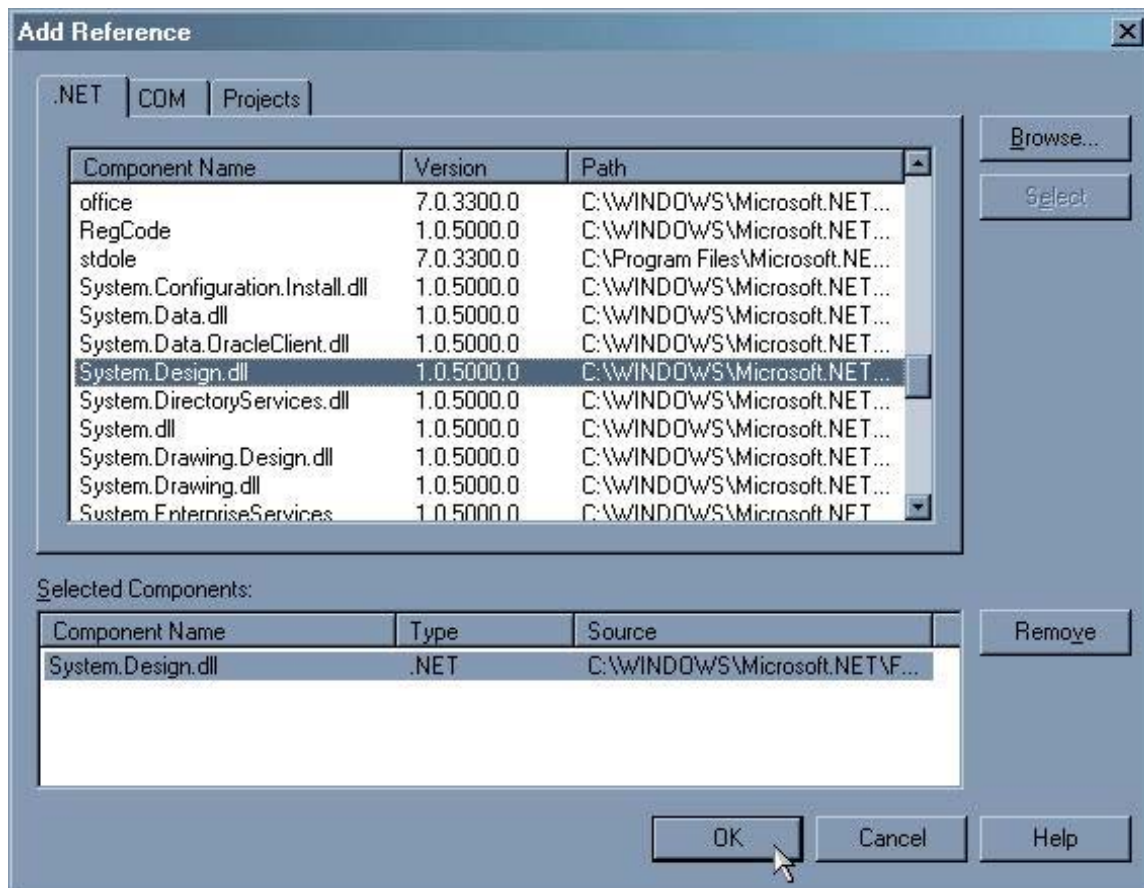 Add Reference
.NET COM Projects
Browse...
Select
Component Name Version Path
office 7.0.3300.0 C:\WINDOWS\Microsoft.NET...
RegCode 1.0.5000.0 C:\WINDOWS\Microsoft.NET...
stdole 7.0.3300.0 C:\Program Files\Microsoft.NE...
System.Configuration.Install.dll 1.0.5000.0 C:\WINDOWS\Microsoft.NET...
System.Data.dll 1.0.5000.0 C:\WINDOWS\Microsoft.NET...
System.Data.OracleClient.dll 1.0.5000.0 C:\WINDOWS\Microsoft.NET...
System.Design.dll 1.0.5000.0 C:\WINDOWS\Microsoft.NET...
System.DirectoryServices.dll 1.0.5000.0 C:\WINDOWS\Microsoft.NET...
System.dll 1.0.5000.0 C:\WINDOWS\Microsoft.NET...
System.Drawing.Design.dll 1.0.5000.0 C:\WINDOWS\Microsoft.NET...
System.Drawing.dll 1.0.5000.0 C:\WINDOWS\Microsoft.NET...
System.EnterpriseServices 1.0.5000.0 C:\WINDOWS\Microsoft.NET
Selected Components:
Component Name Type Source
Remove
System.Design.dll .NET C:\WINDOWS\Microsoft.NET\F...
OK Cancel Help